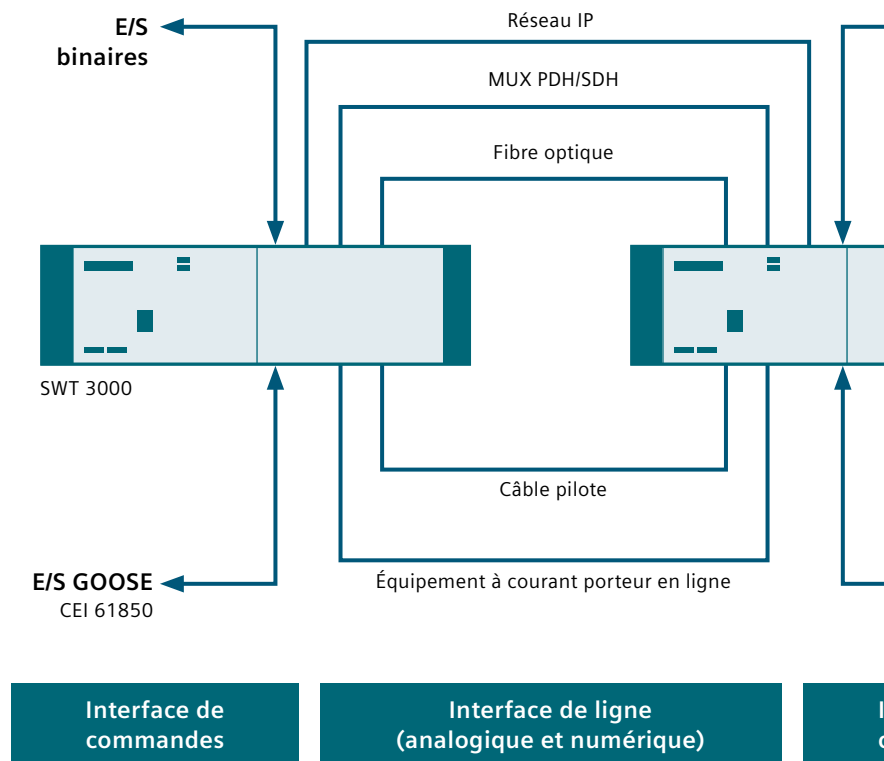 E/S
binaires
Réseau IP
MUX PDH/SDH
Fibre optique
SWT 3000
Câble pilote
E/S GOOSE
CEI 61850
Équipement à courant porteur en ligne
Interface de
commandes
Interface de ligne
(analogique et numérique)